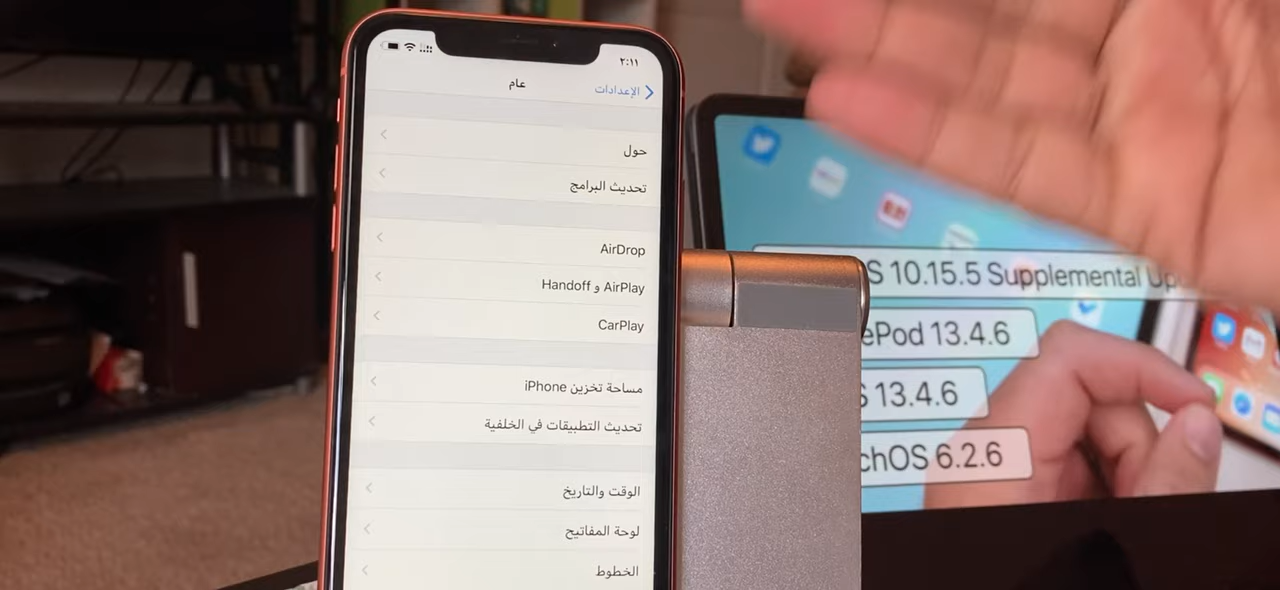 ٢:١١
الإعدادات
عام
حول
تحديث البرامج
AirDrop
AirPlay و Handoff
CarPlay
مساحة تخزين iPhone
تحديث التطبيقات في الخلفية
الوقت والتاريخ
لوحة المفاتيح
الخطوط
S 10.15.5 Supplemental Up
ePod 13.4.6
S 13.4.6
chOS 6.2.6